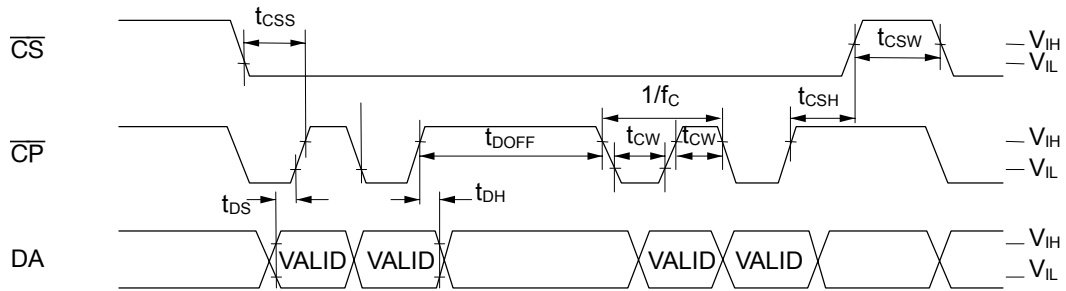 tCSS
CS
tCSW
VIH
VIL
1/fC
tCSH
CP
tDOFF
tCW
tCW
VIH
VIL
tDS
tDH
DA
VALID
VALID
VALID
VALID
VIH
VIL